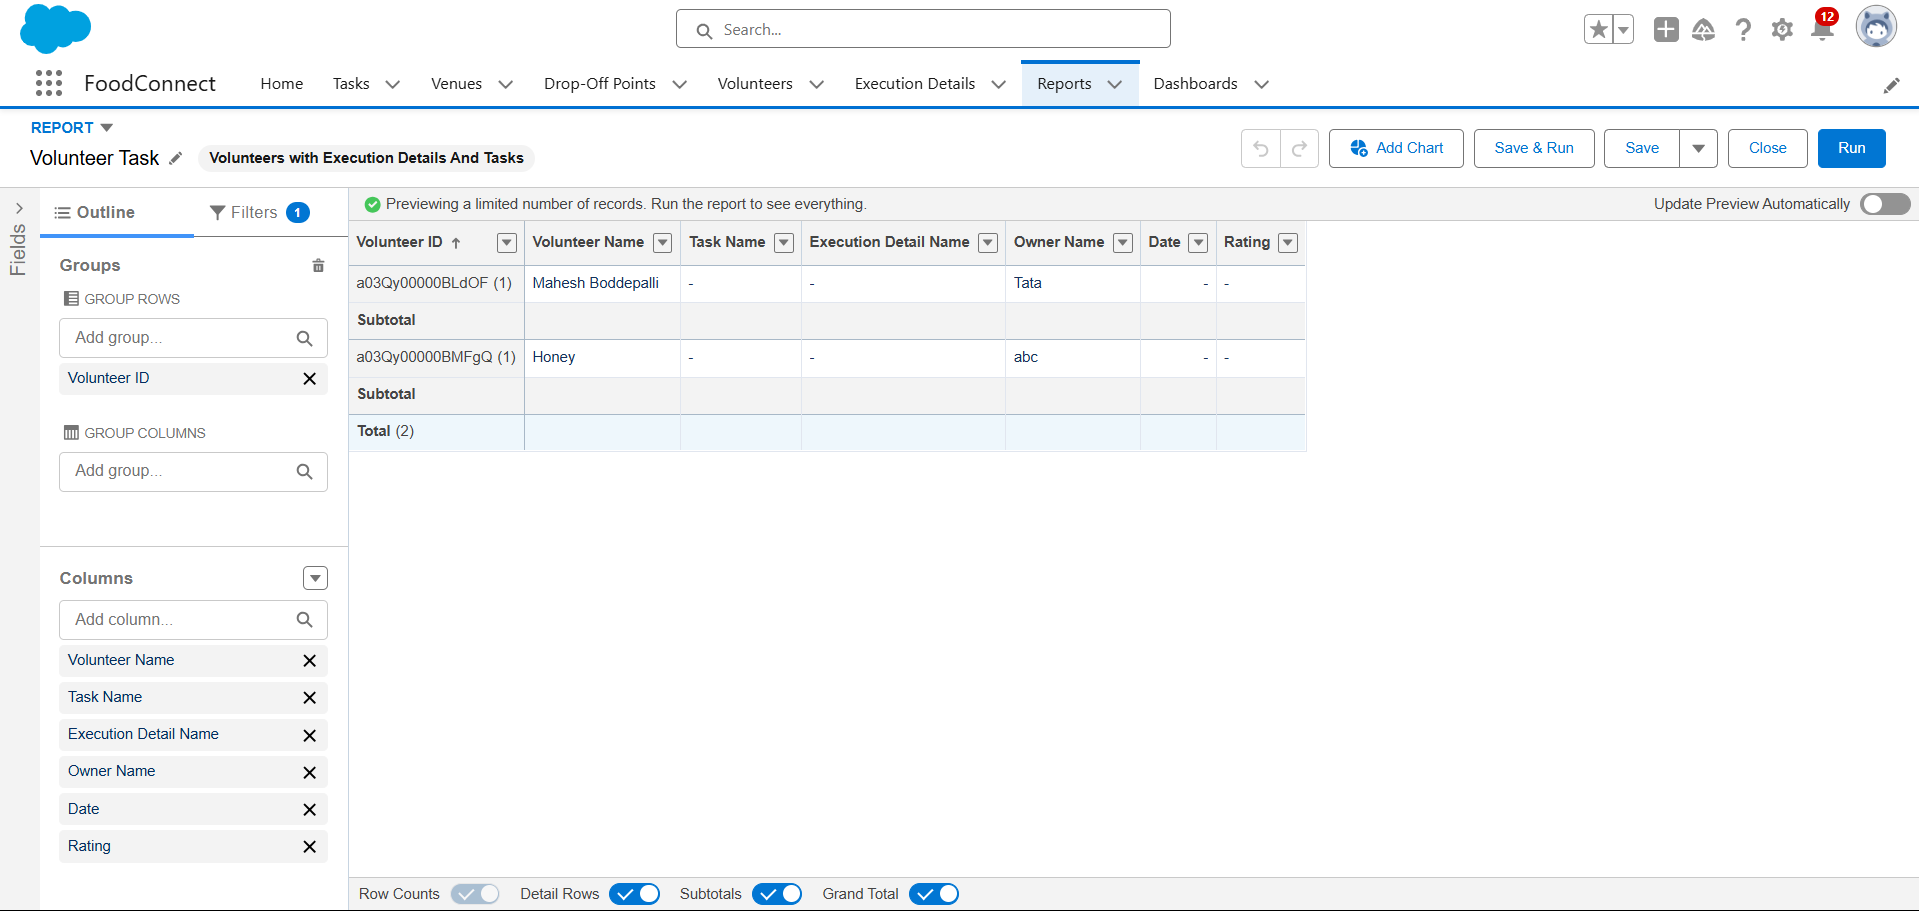 Search...
12
FoodConnect Home Tasks Venues Drop-Off Points Volunteers Execution Details Reports Dashboards
REPORT
Volunteer Task Volunteers with Execution Details And Tasks
Add Chart Save & Run Save Close Run
Fields
Outline Filters 1
Previewing a limited number of records. Run the report to see everything.
Update Preview Automatically
Groups
GROUP ROWS
Add group...
Volunteer ID
GROUP COLUMNS
Add group...
Columns
Add column...
Volunteer Name
Task Name
Execution Detail Name
Owner Name
Date
Rating
Volunteer ID Volunteer Name Task Name Execution Detail Name Owner Name Date Rating
a03Qy00000BLdOF (1) Mahesh Boddepalli - - Tata - -
Subtotal
a03Qy00000BMFgQ (1) Honey - - abc - -
Subtotal
Total (2)
Row Counts Detail Rows Subtotals Grand Total